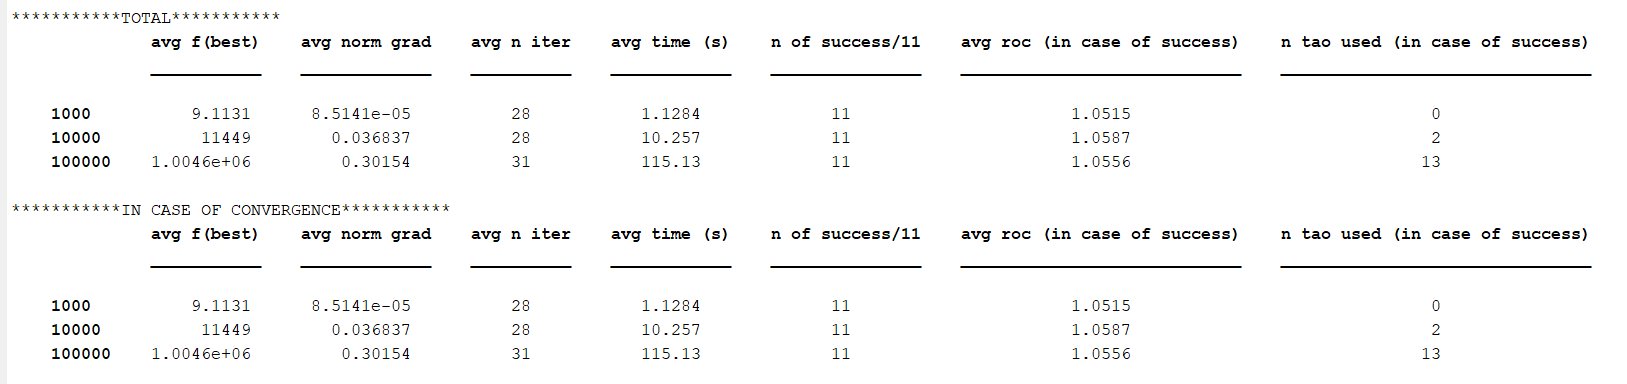 ***********TOTAL***********
avg f(best) avg norm grad avg n iter avg time (s) n of success/11 avg roc (in case of success) n tao used (in case of success)
1000 9.1131 8.5141e-05 28 1.1284 11 1.0515 0
10000 11449 0.036837 28 10.257 11 1.0587 2
100000 1.0046e+06 0.30154 31 115.13 11 1.0556 13
***********IN CASE OF CONVERGENCE***********
avg f(best) avg norm grad avg n iter avg time (s) n of success/11 avg roc (in case of success) n tao used (in case of success)
1000 9.1131 8.5141e-05 28 1.1284 11 1.0515 0
10000 11449 0.036837 28 10.257 11 1.0587 2
100000 1.0046e+06 0.30154 31 115.13 11 1.0556 13